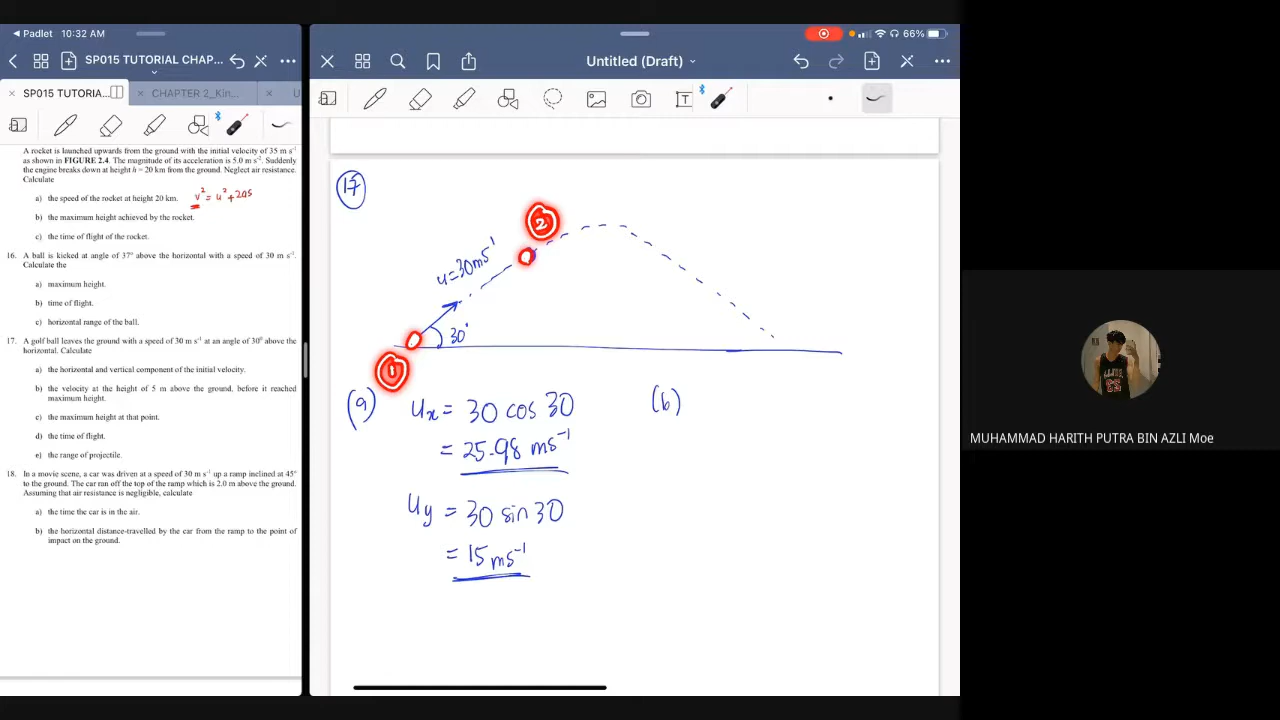 Padlet 10:32 AM
66%
SP015 TUTORIAL CHAP...
Untitled (Draft)
SP015 TUTORIA...
CHAPTER 2_Kin...
U
A rocket is launched upwards from the ground with the initial velocity of 35 m s⁻¹
as shown in FIGURE 2.4. The magnitude of its acceleration is 5.0 m s⁻². Suddenly
the engine breaks down at height h = 20 km from the ground. Neglect air resistance.
Calculate
a) the speed of the rocket at height 20 km. v² = u² + 2as
b) the maximum height achieved by the rocket.
c) the time of flight of the rocket.
16. A ball is kicked at angle of 37° above the horizontal with a speed of 30 m s⁻¹.
Calculate the
a) maximum height.
b) time of flight.
c) horizontal range of the ball.
17. A golf ball leaves the ground with a speed of 30 m s⁻¹ at an angle of 30⁰ above the
horizontal. Calculate
a) the horizontal and vertical component of the initial velocity.
b) the velocity at the height of 5 m above the ground, before it reached
maximum height.
c) the maximum height at that point.
d) the time of flight.
e) the range of projectile.
18. In a movie scene, a car was driven at a speed of 30 m s⁻¹ up a ramp inclined at 45°
to the ground. The car ran off the top of the ramp which is 2.0 m above the ground.
Assuming that air resistance is negligible, calculate
a) the time the car is in the air.
b) the horizontal distance-travelled by the car from the ramp to the point of
impact on the ground.
17
2
u=30ms⁻¹
30°
1
(a) uₓ = 30 cos 30
= 25.98 ms⁻¹
u_y = 30 sin 30
= 15 ms⁻¹
(b)
MUHAMMAD HARITH PUTRA BIN AZLI Moe